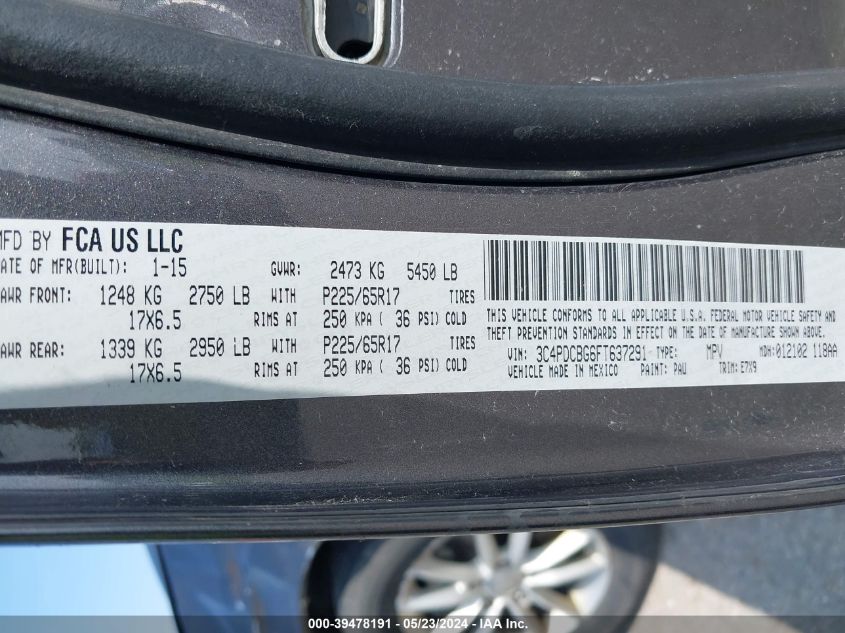 MFD BY FCA US LLC
DATE OF MFR(BUILT): 1-15 GVWR: 2473 KG 5450 LB
GAWR FRONT: 1248 KG 2750 LB WITH P225/65R17 TIRES
17X6.5 RIMS AT 250 KPA ( 36 PSI) COLD
GAWR REAR: 1339 KG 2950 LB WITH P225/65R17 TIRES
17X6.5 RIMS AT 250 KPA ( 36 PSI) COLD
THIS VEHICLE CONFORMS TO ALL APPLICABLE U.S.A. FEDERAL MOTOR VEHICLE SAFETY AND
THEFT PREVENTION STANDARDS IN EFFECT ON THE DATE OF MANUFACTURE SHOWN ABOVE.
VIN: 3C4PDCBG6FT637291 TYPE: MPV MDH:012102 118AA
VEHICLE MADE IN MEXICO PAINT: PAU TRIM: E7X9
000-39478191 - 05/23/2024 - IAA Inc.